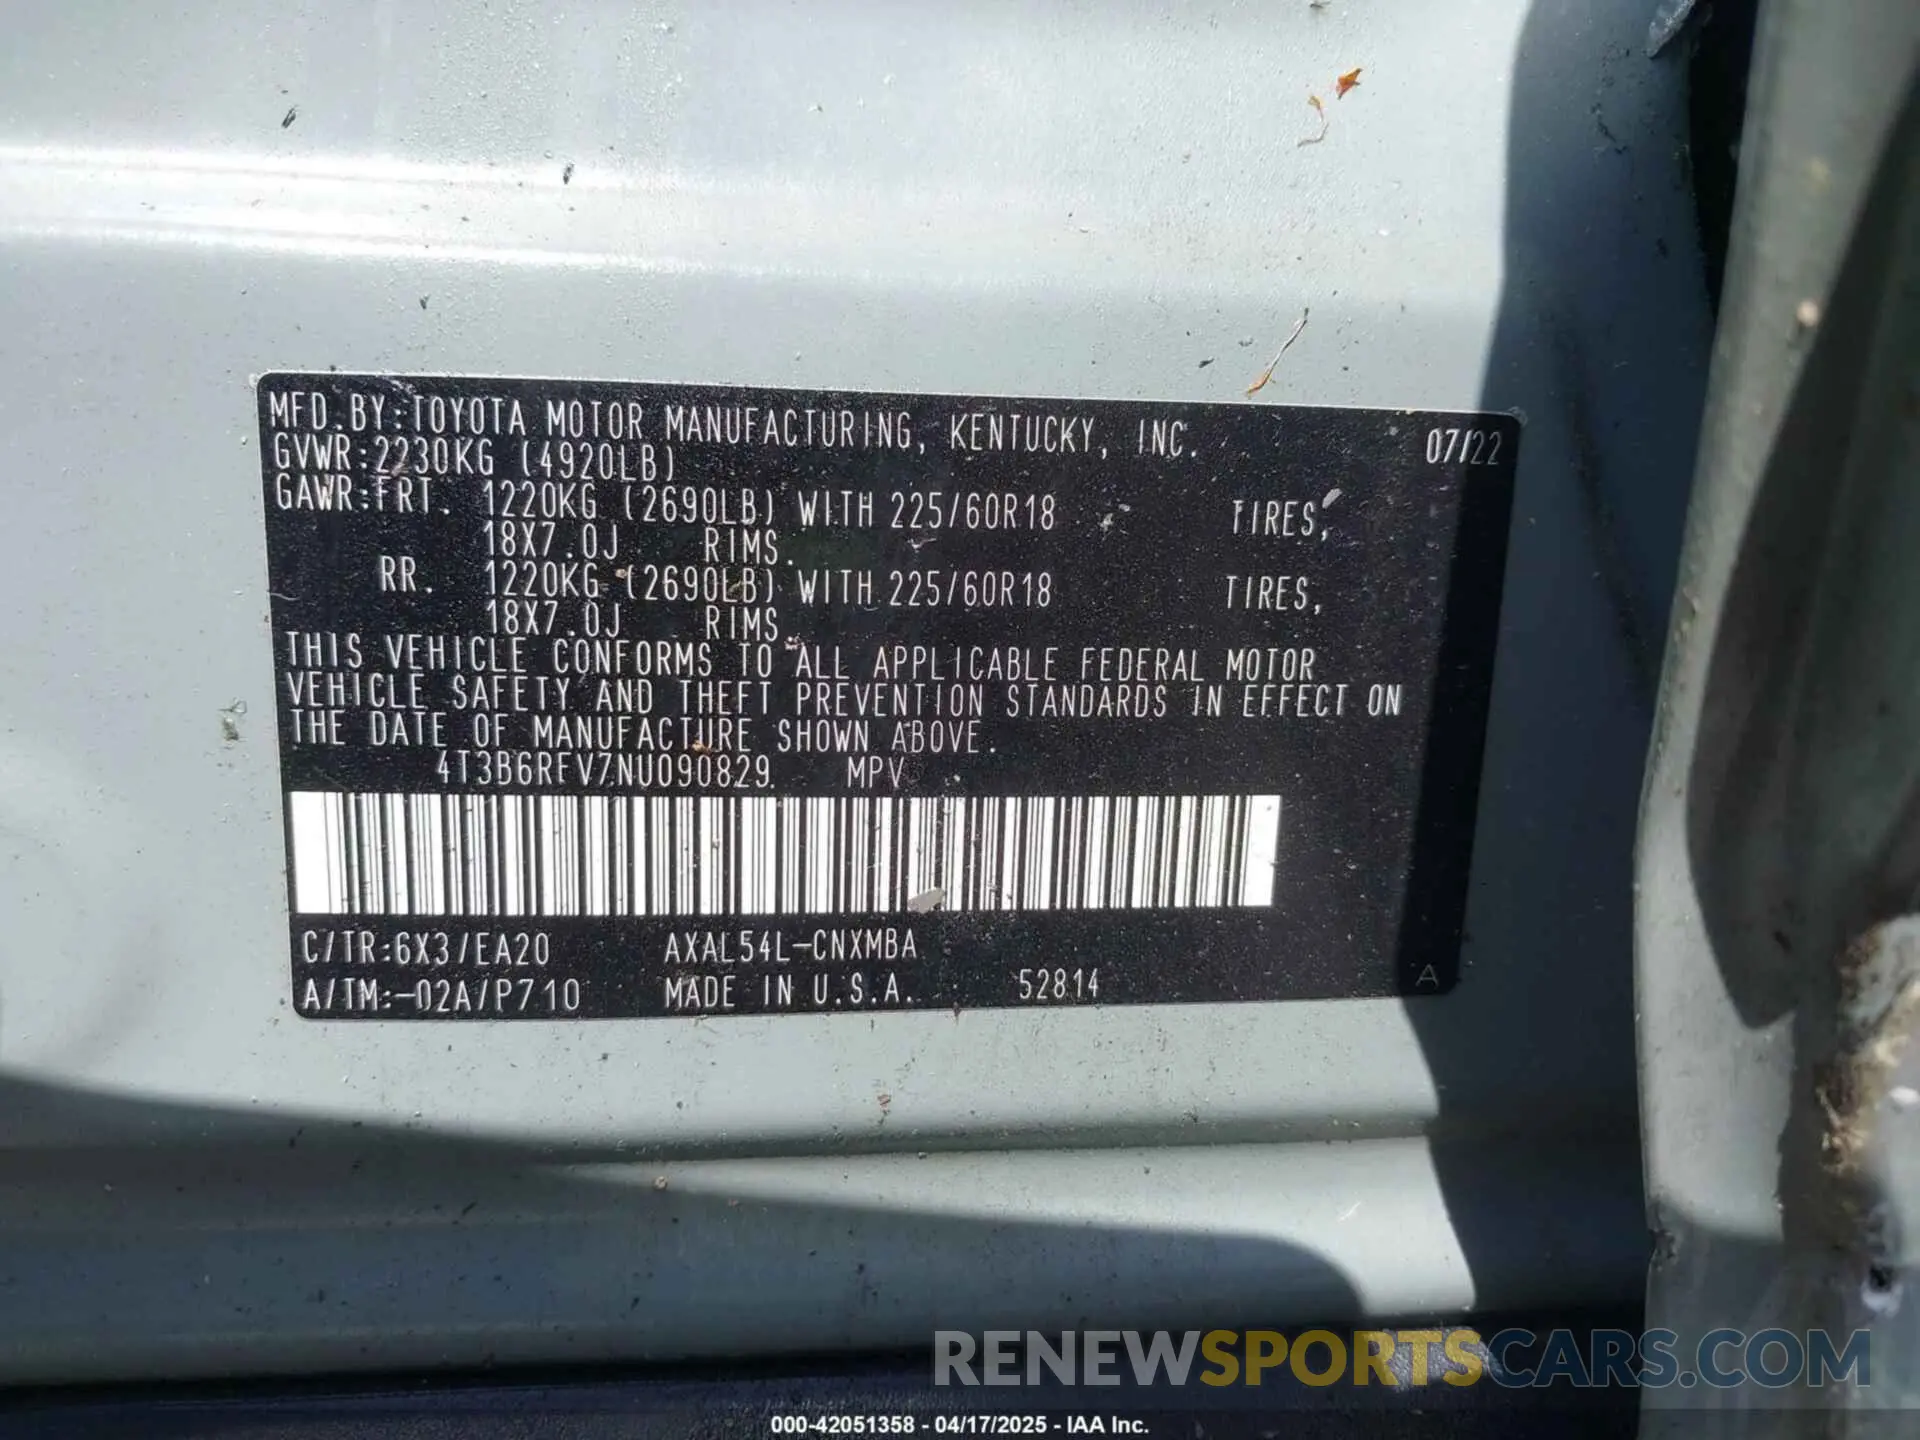 MFD.BY:TOYOTA MOTOR MANUFACTURING, KENTUCKY, INC. 07/22
GVWR:2230KG (4920LB)
GAWR:FRT. 1220KG (2690LB) WITH 225/60R18 TIRES,
18X7.0J RIMS.
RR. 1220KG (2690LB) WITH 225/60R18 TIRES,
18X7.0J RIMS.
THIS VEHICLE CONFORMS TO ALL APPLICABLE FEDERAL MOTOR
VEHICLE SAFETY AND THEFT PREVENTION STANDARDS IN EFFECT ON
THE DATE OF MANUFACTURE SHOWN ABOVE.
4T3B6RFV7NU090829 MPV
C/TR:6X3/EA20 AXAL54L-CNXMBA
A/TM:-02A/P710 MADE IN U.S.A. 52814 A
RENEWSPORTSCARS.COM
000-42051358 - 04/17/2025 - IAA Inc.